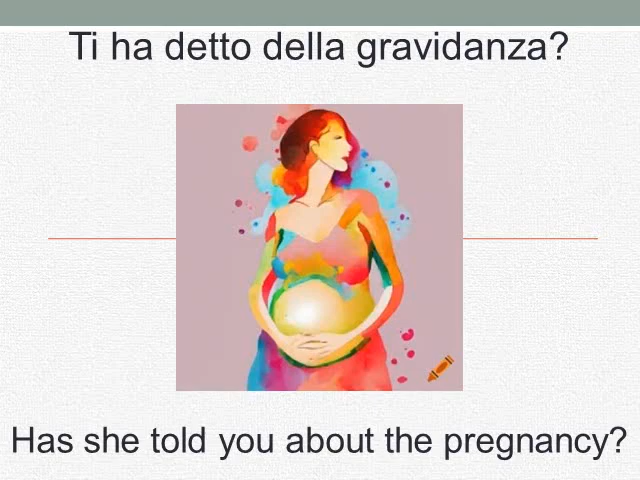 Ti ha detto della gravidanza?
Has she told you about the pregnancy?